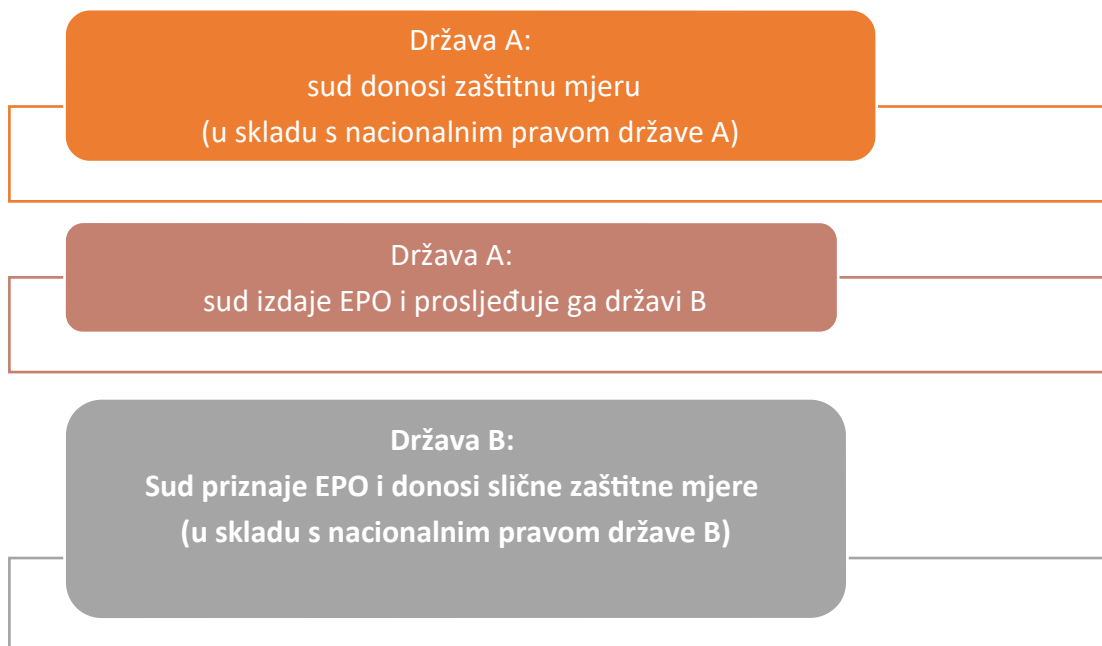 Država A:
sud donosi zaštitnu mjeru
(u skladu s nacionalnim pravom države A)
Država A:
sud izdaje EPO i prosljeđuje ga državi B
Država B:
Sud priznaje EPO i donosi slične zaštitne mjere
(u skladu s nacionalnim pravom države B)